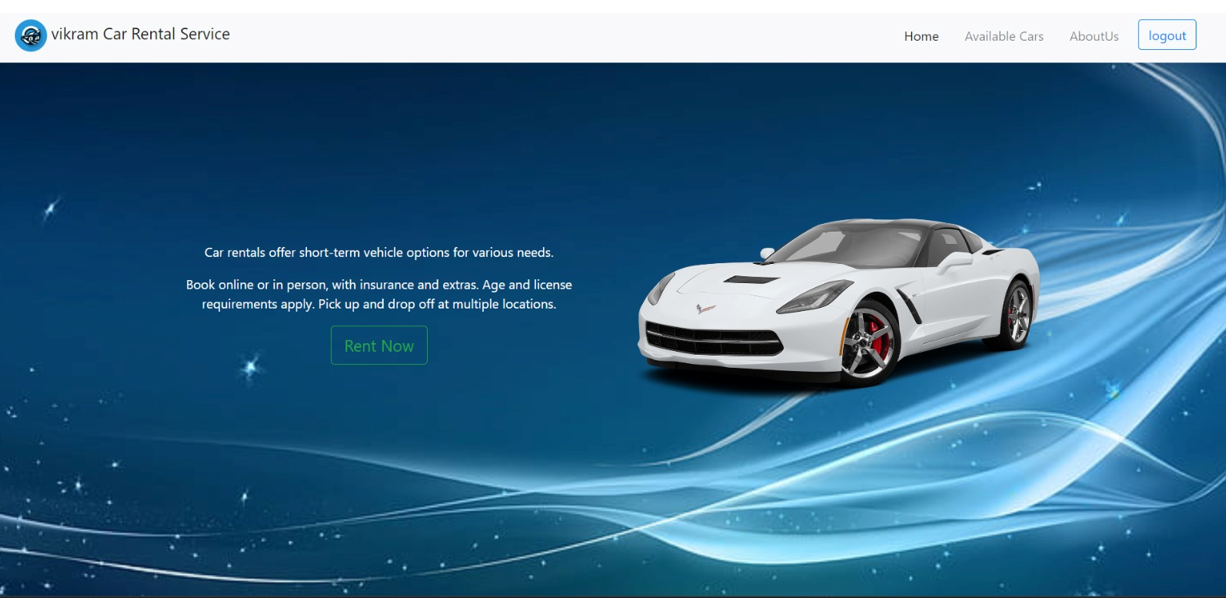 vikram Car Rental Service
Home Available Cars AboutUs logout
Car rentals offer short-term vehicle options for various needs.
Book online or in person, with insurance and extras. Age and license
requirements apply. Pick up and drop off at multiple locations.
Rent Now